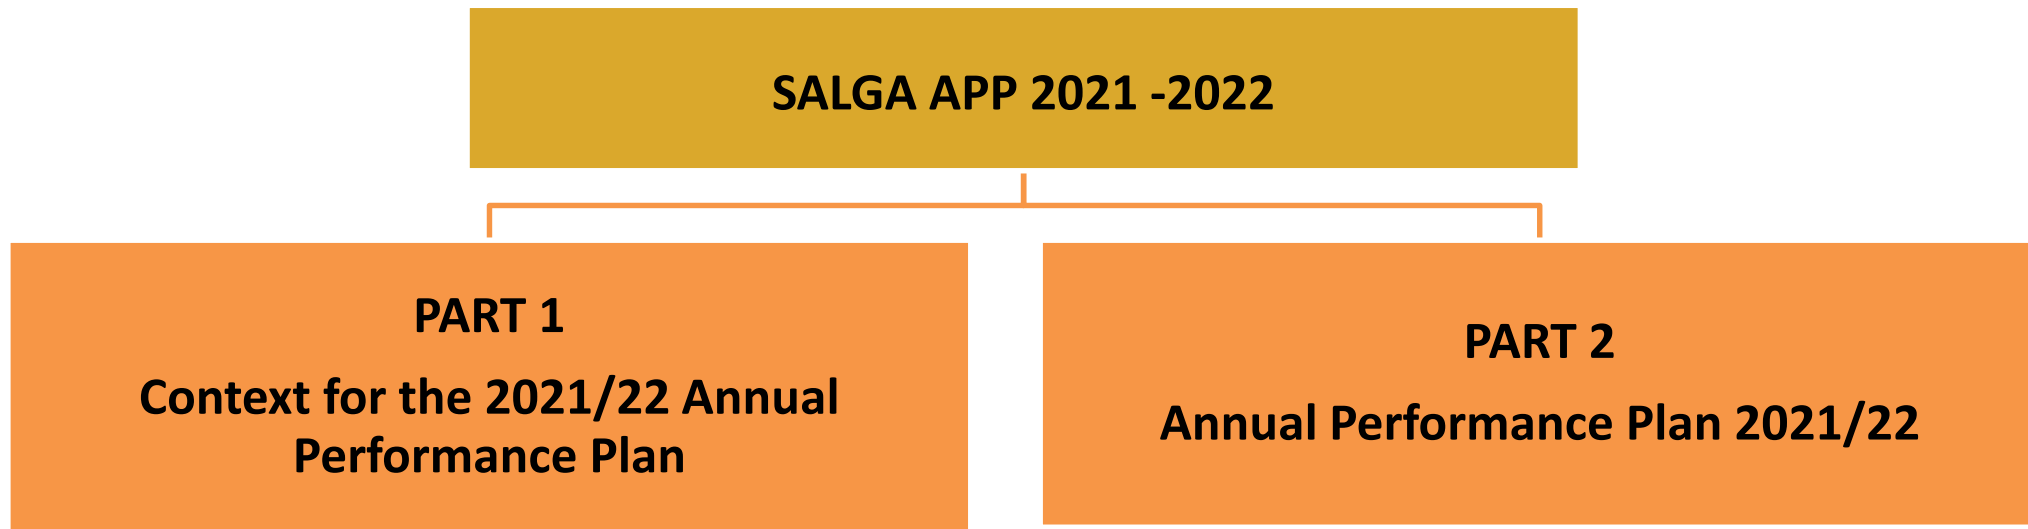 SALGA APP 2021 -2022
PART 1
Context for the 2021/22 Annual
Performance Plan
PART 2
Annual Performance Plan 2021/22